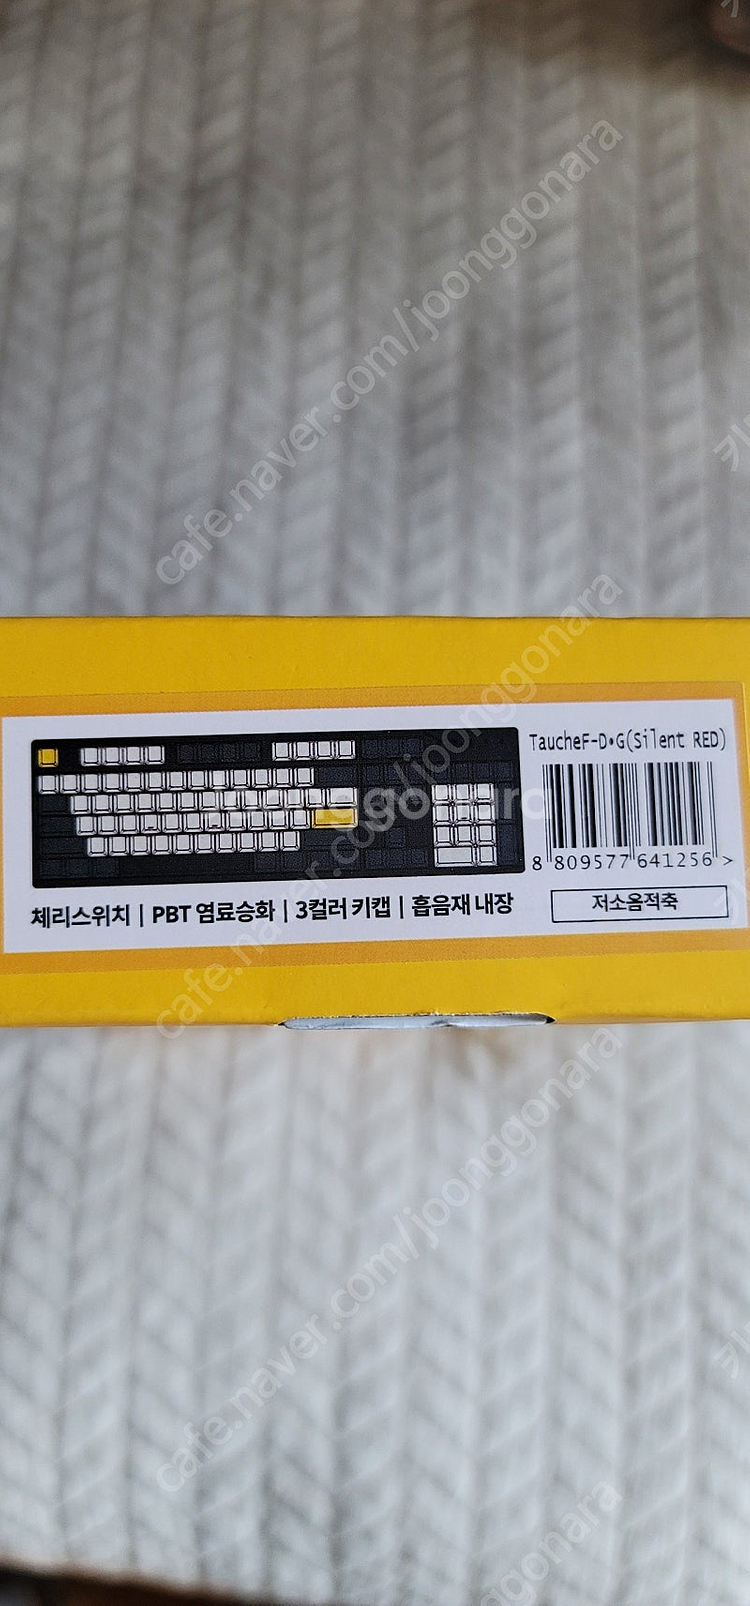 cafe.naver.com/joonggonara
TaucheF-D•G(Silent RED)
8 809577 641256 >
체리스위치 | PBT 염료승화 | 3컬러 키캡 | 흡음재 내장
저소음적축
cafe.naver.com/joonggonara
cafe.naver.com/joonggonara